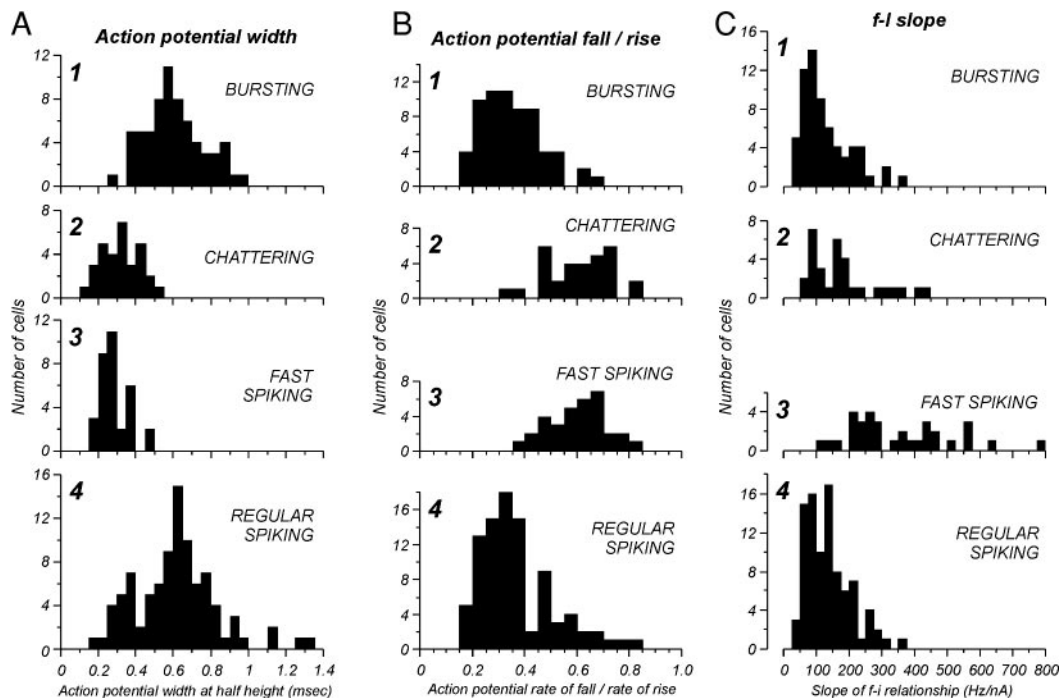 A
Action potential width
12
8
4
0
1
BURSTING
8
4
0
2
CHATTERING
12
8
4
0
3
FAST
SPIKING
16
12
8
4
0
4
REGULAR
SPIKING
Number of cells
0 0.2 0.4 0.6 0.8 1.0 1.2 1.4
Action potential width at half height (msec)
B
Action potential fall / rise
12
8
4
0
1
BURSTING
8
4
0
2
CHATTERING
8
4
0
3
FAST SPIKING
16
12
8
4
0
4
REGULAR
SPIKING
Number of cells
0 0.2 0.4 0.6 0.8 1.0
Action potential rate of fall / rate of rise
C
f-I slope
16
12
8
4
0
1
BURSTING
8
4
0
2
CHATTERING
4
0
3
FAST SPIKING
16
12
8
4
0
4
REGULAR
SPIKING
Number of cells
0 100 200 300 400 500 600 700 800
Slope of f-I relationship (Hz/nA)